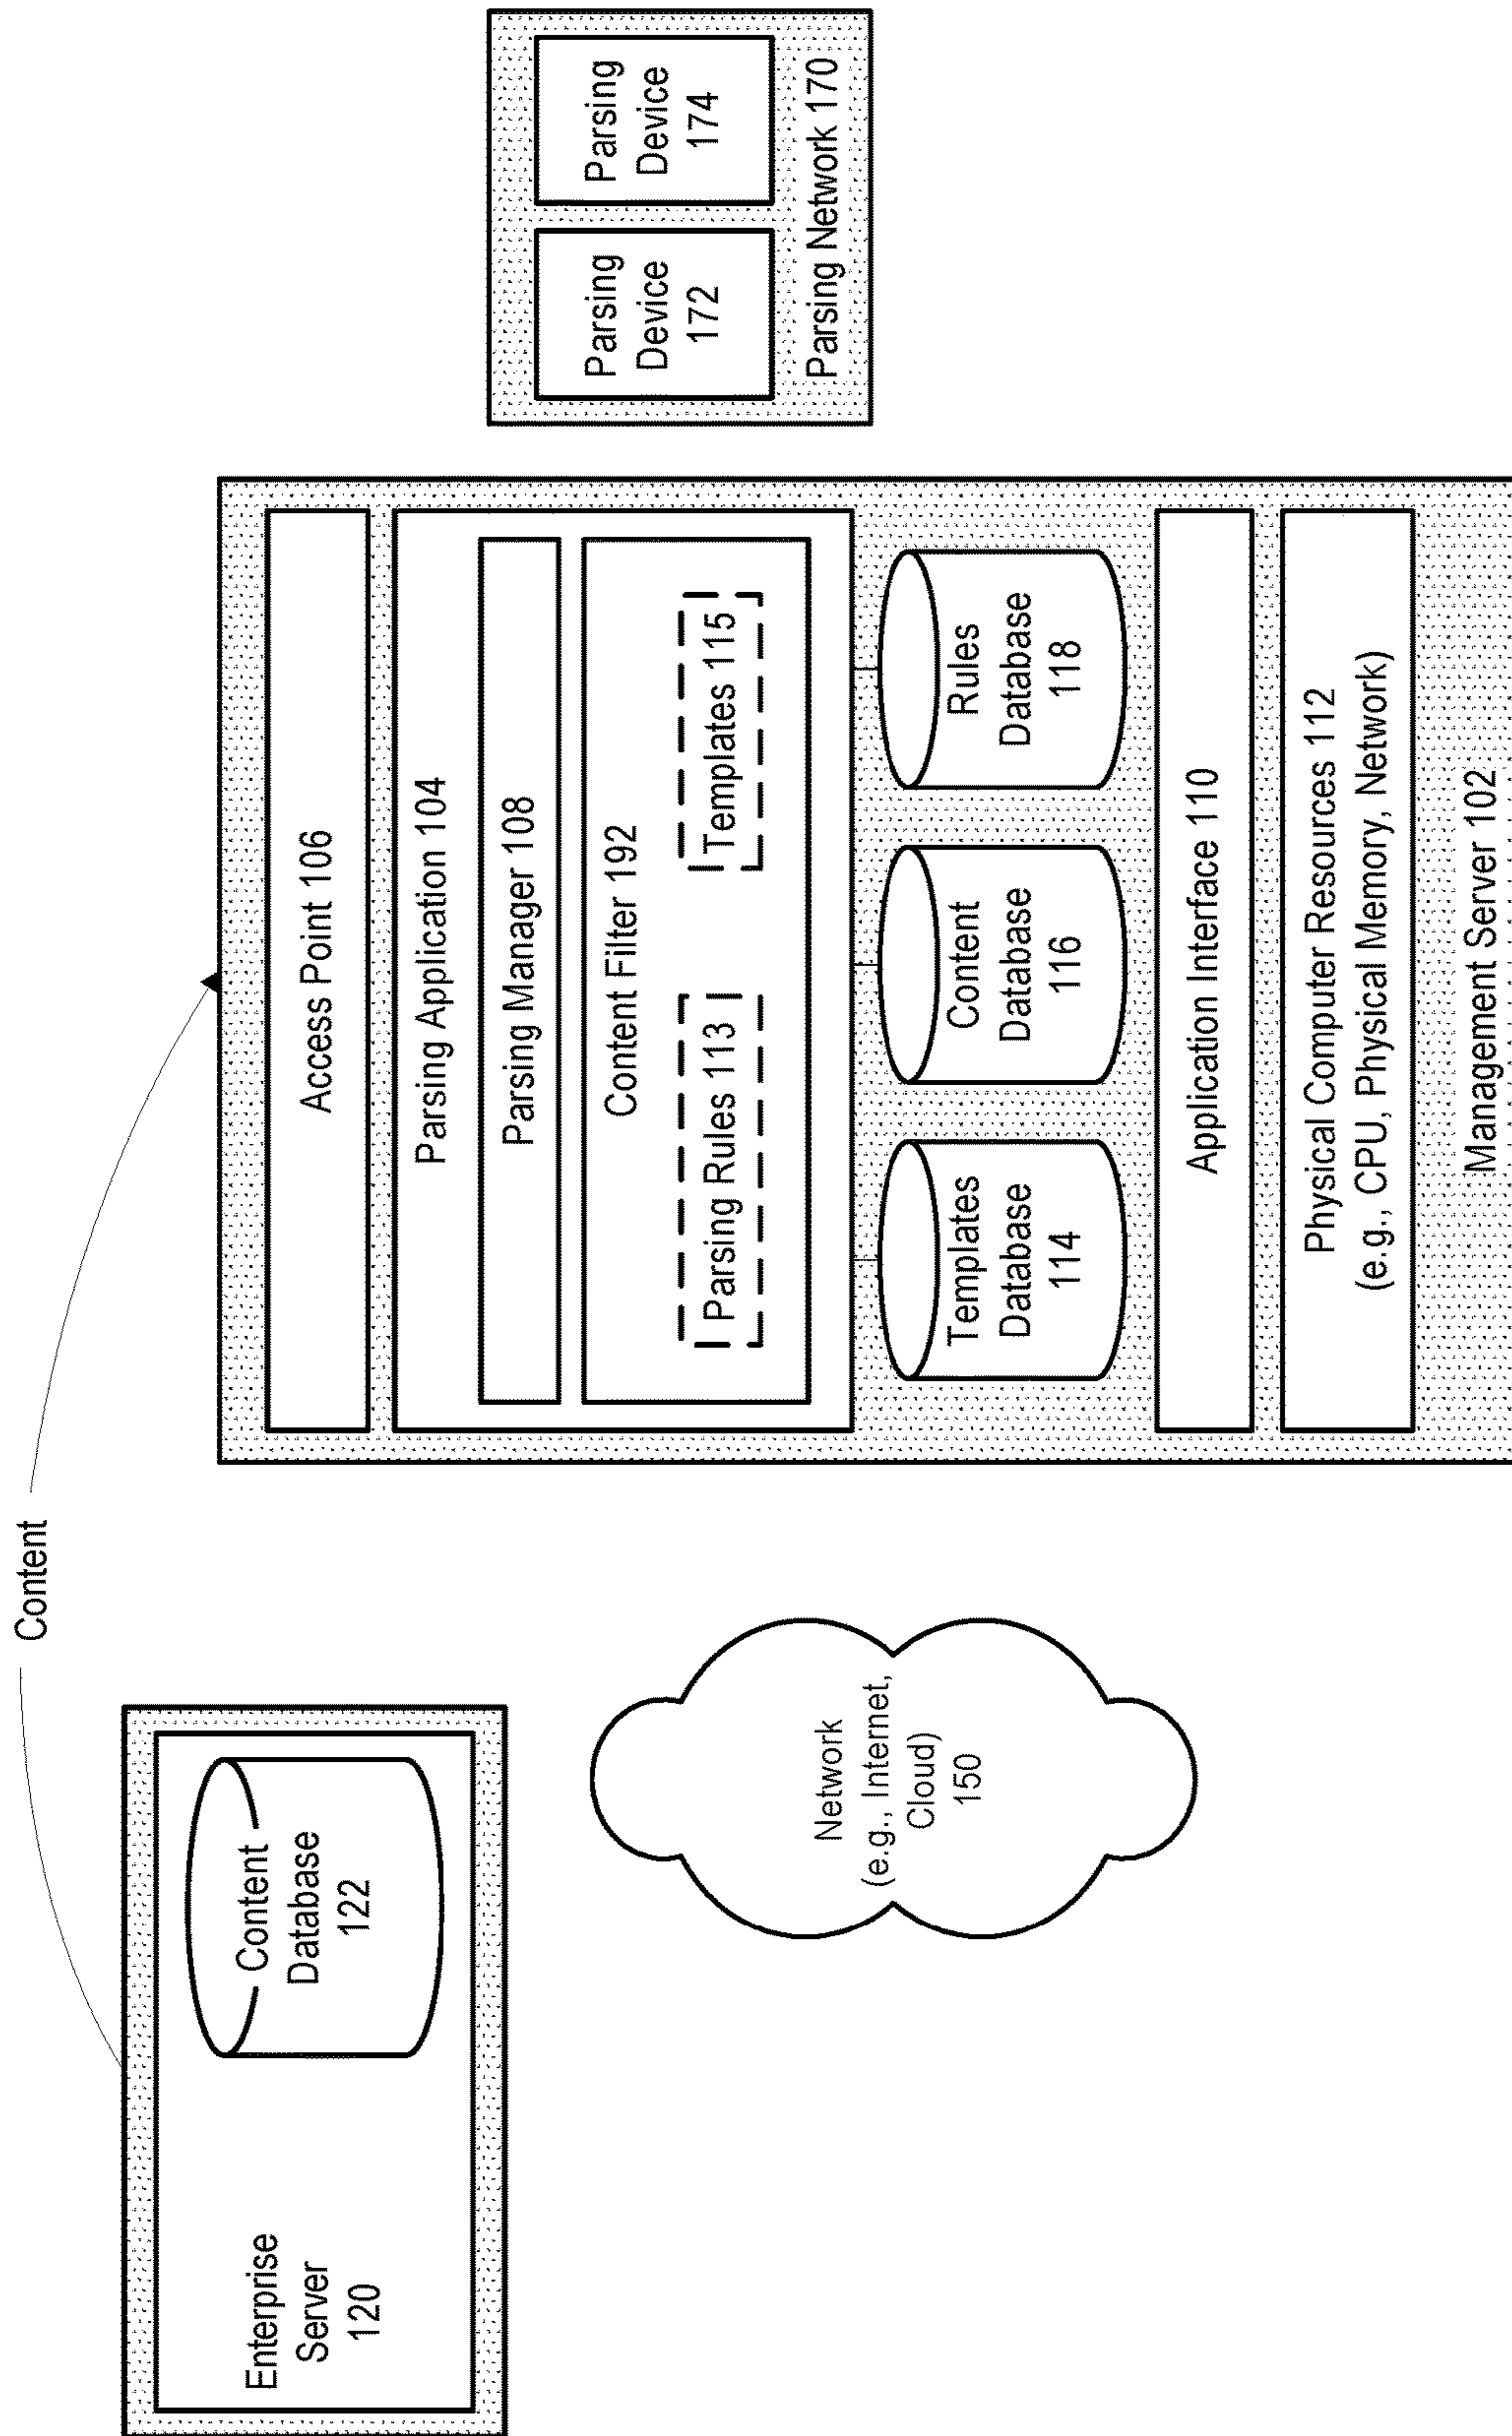 Content
Enterprise
Server
120
Content
Database
122
Network
(e.g., Internet,
Cloud)
150
Access Point 106
Parsing Application 104
Parsing Manager 108
Content Filter 192
Parsing Rules 113
Templates 115
Templates
Database
114
Content
Database
116
Rules
Database
118
Application Interface 110
Physical Computer Resources 112
(e.g., CPU, Physical Memory, Network)
Management Server 102
Parsing
Device
172
Parsing
Device
174
Parsing Network 170